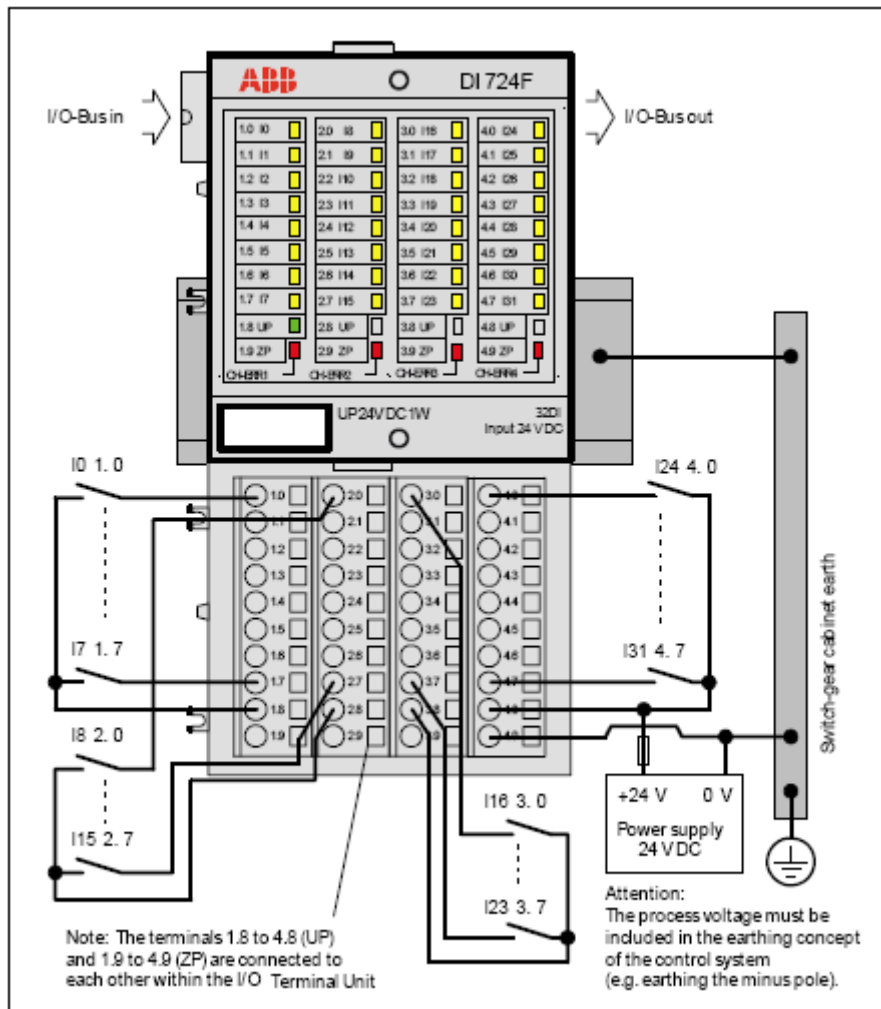 ABB DI 724F
I/O-Bus in
I/O-Bus out
1.0 I0 2.0 I8 3.0 I16 4.0 I24
1.1 I1 2.1 I9 3.1 I17 4.1 I25
1.2 I2 2.2 I10 3.2 I18 4.2 I26
1.3 I3 2.3 I11 3.3 I19 4.3 I27
1.4 I4 2.4 I12 3.4 I20 4.4 I28
1.5 I5 2.5 I13 3.5 I21 4.5 I29
1.6 I6 2.6 I14 3.6 I22 4.6 I30
1.7 I7 2.7 I15 3.7 I23 4.7 I31
1.8 UP 2.8 UP 3.8 UP 4.8 UP
1.9 ZP 2.9 ZP 3.9 ZP 4.9 ZP
CH-ERR1 CH-ERR2 CH-ERR3 CH-ERR4
UP 24VDC 1W 32DI
Input 24 VDC
I0 1.0
I24 4.0
1.0 2.0 3.0
2.1 4.1
1.2 2.2 3.2 4.2
1.3 2.3 3.3 4.3
1.4 2.4 3.4 4.4
1.5 2.5 3.5 4.5
1.6 2.6 3.6 4.6
1.7 2.7 3.7
1.8 2.8
1.9 2.9
I7 1.7
I31 4.7
I8 2.0
I15 2.7
I16 3.0
I23 3.7
Switch-gear cabinet earth
+24 V 0 V
Power supply
24 VDC
Attention:
The process voltage must be
included in the earthing concept
of the control system
(e.g. earthing the minus pole).
Note: The terminals 1.8 to 4.8 (UP)
and 1.9 to 4.9 (ZP) are connected to
each other within the I/O Terminal Unit